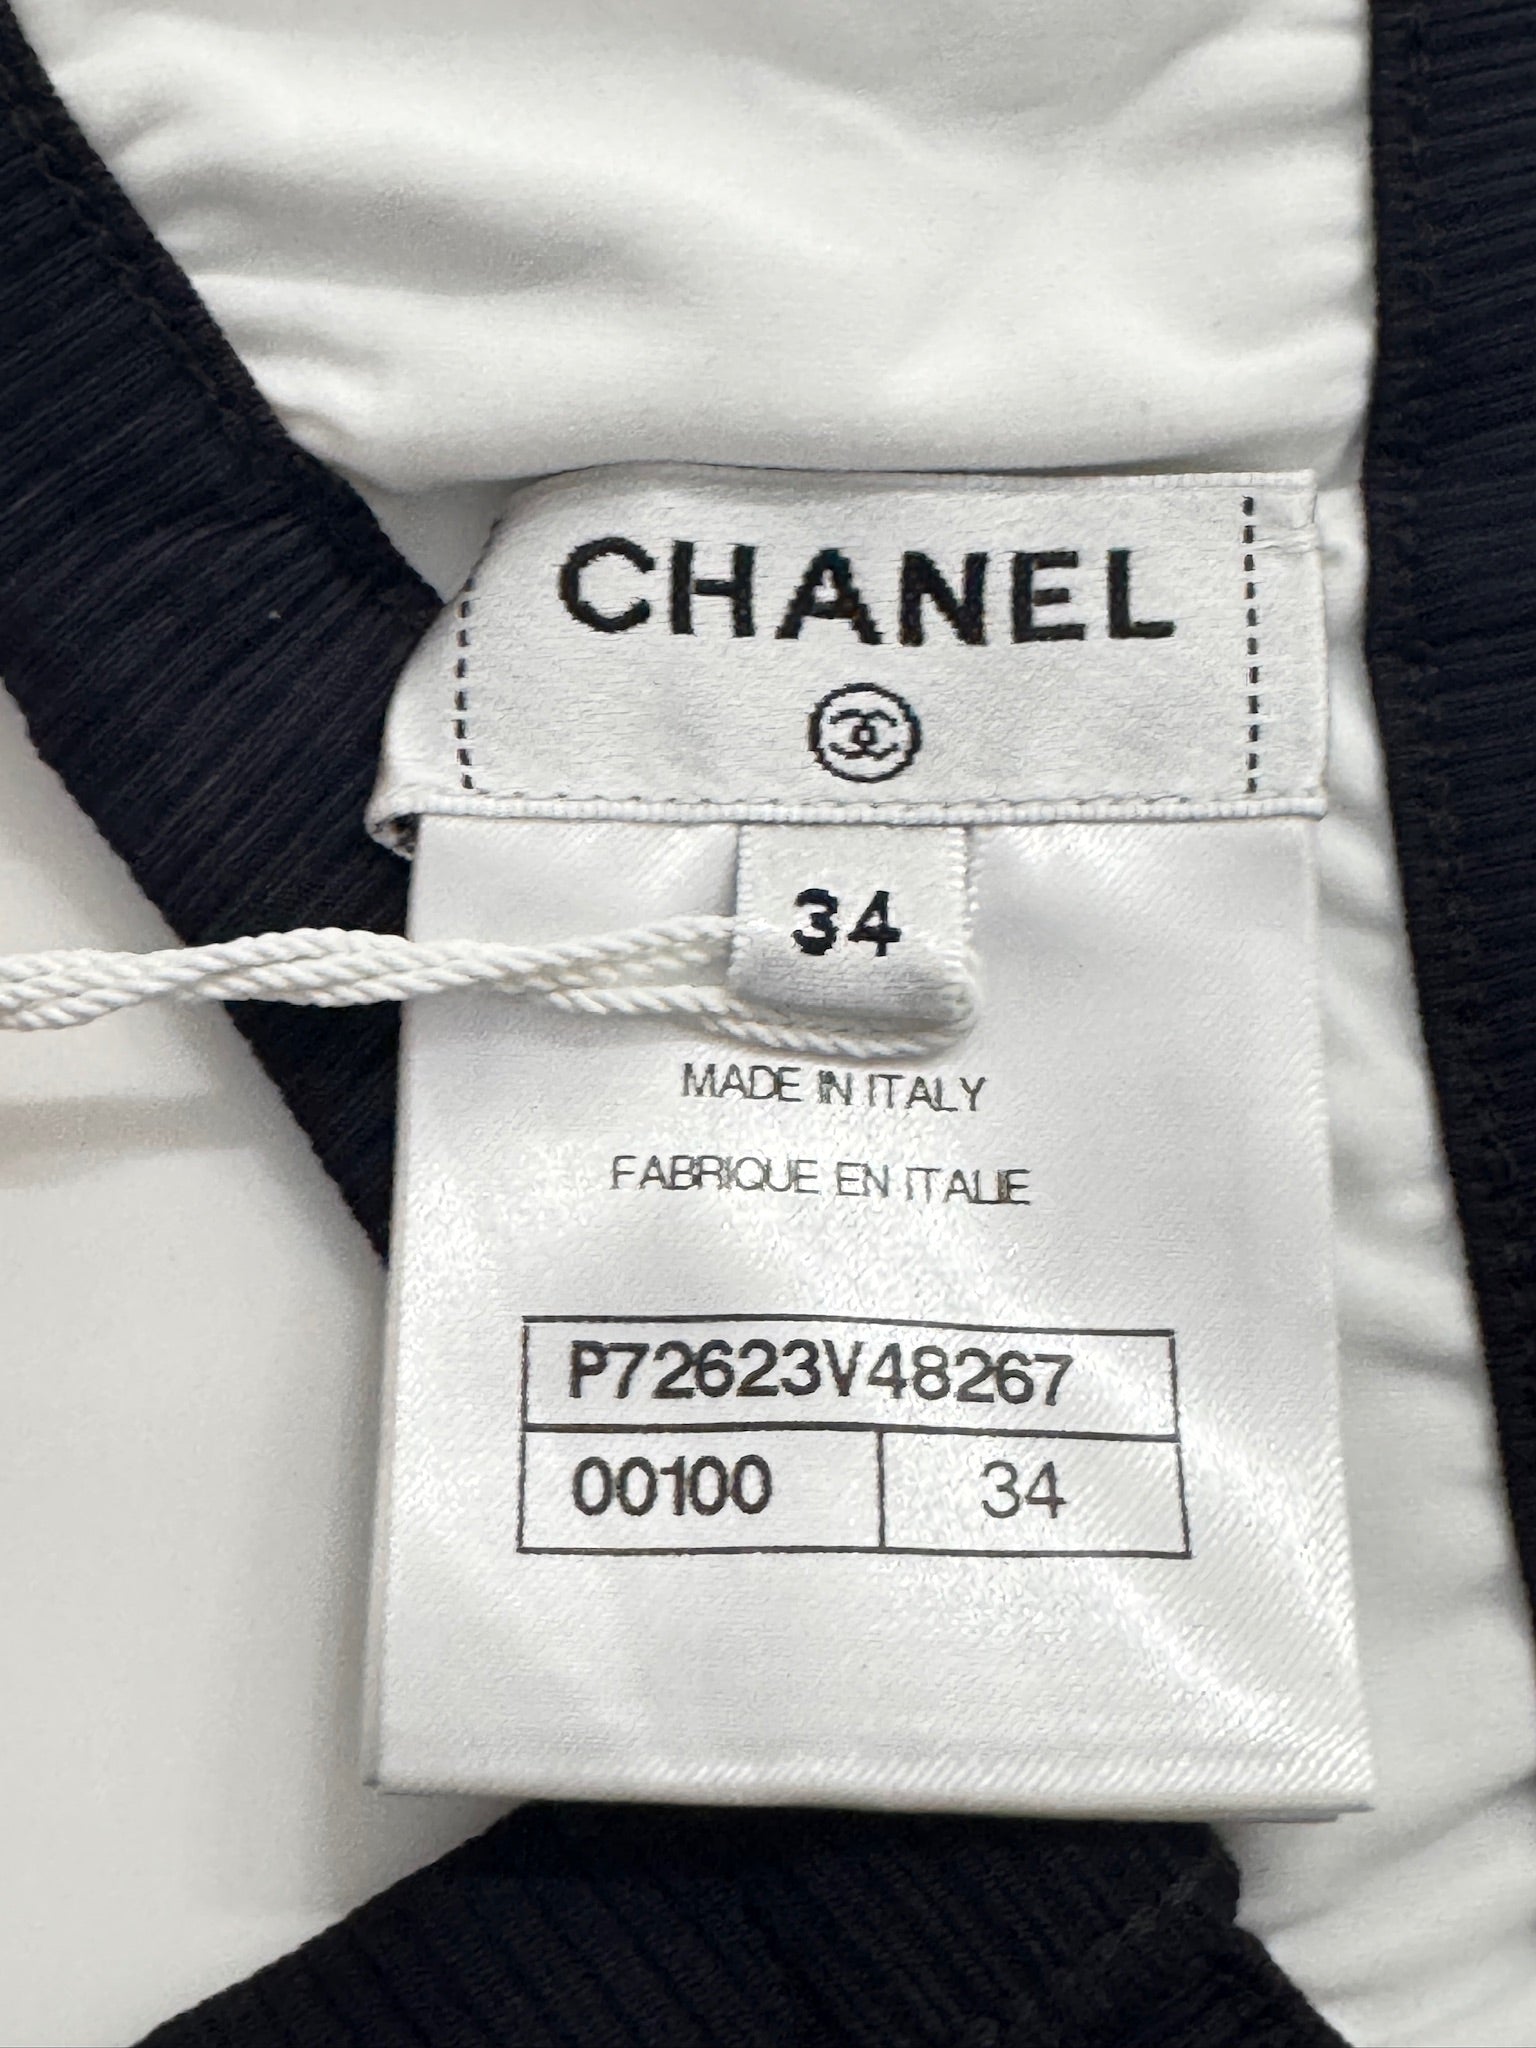 CHANEL
34
MADE IN ITALY
FABRIQUE EN ITALIE
P72623V48267
00100 34